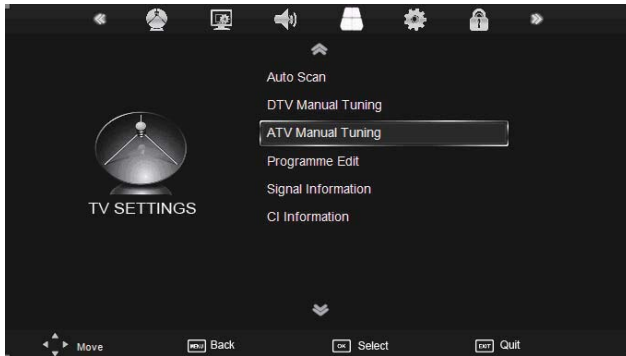 Auto Scan
DTV Manual Tuning
ATV Manual Tuning
Programme Edit
Signal Information
CI Information
TV SETTINGS
Move MENU Back OK Select EXIT Quit